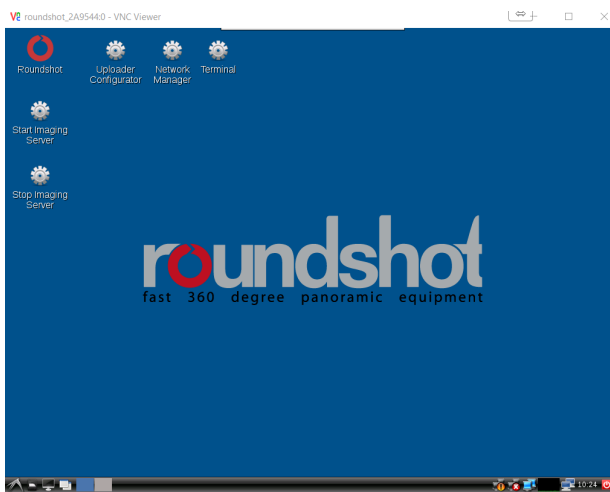 roundshot_2A9544:0 - VNC Viewer
Roundshot
Uploader Configurator
Network Manager
Terminal
Start Imaging Server
Stop Imaging Server
roundshot
fast 360 degree panoramic equipment
10:24